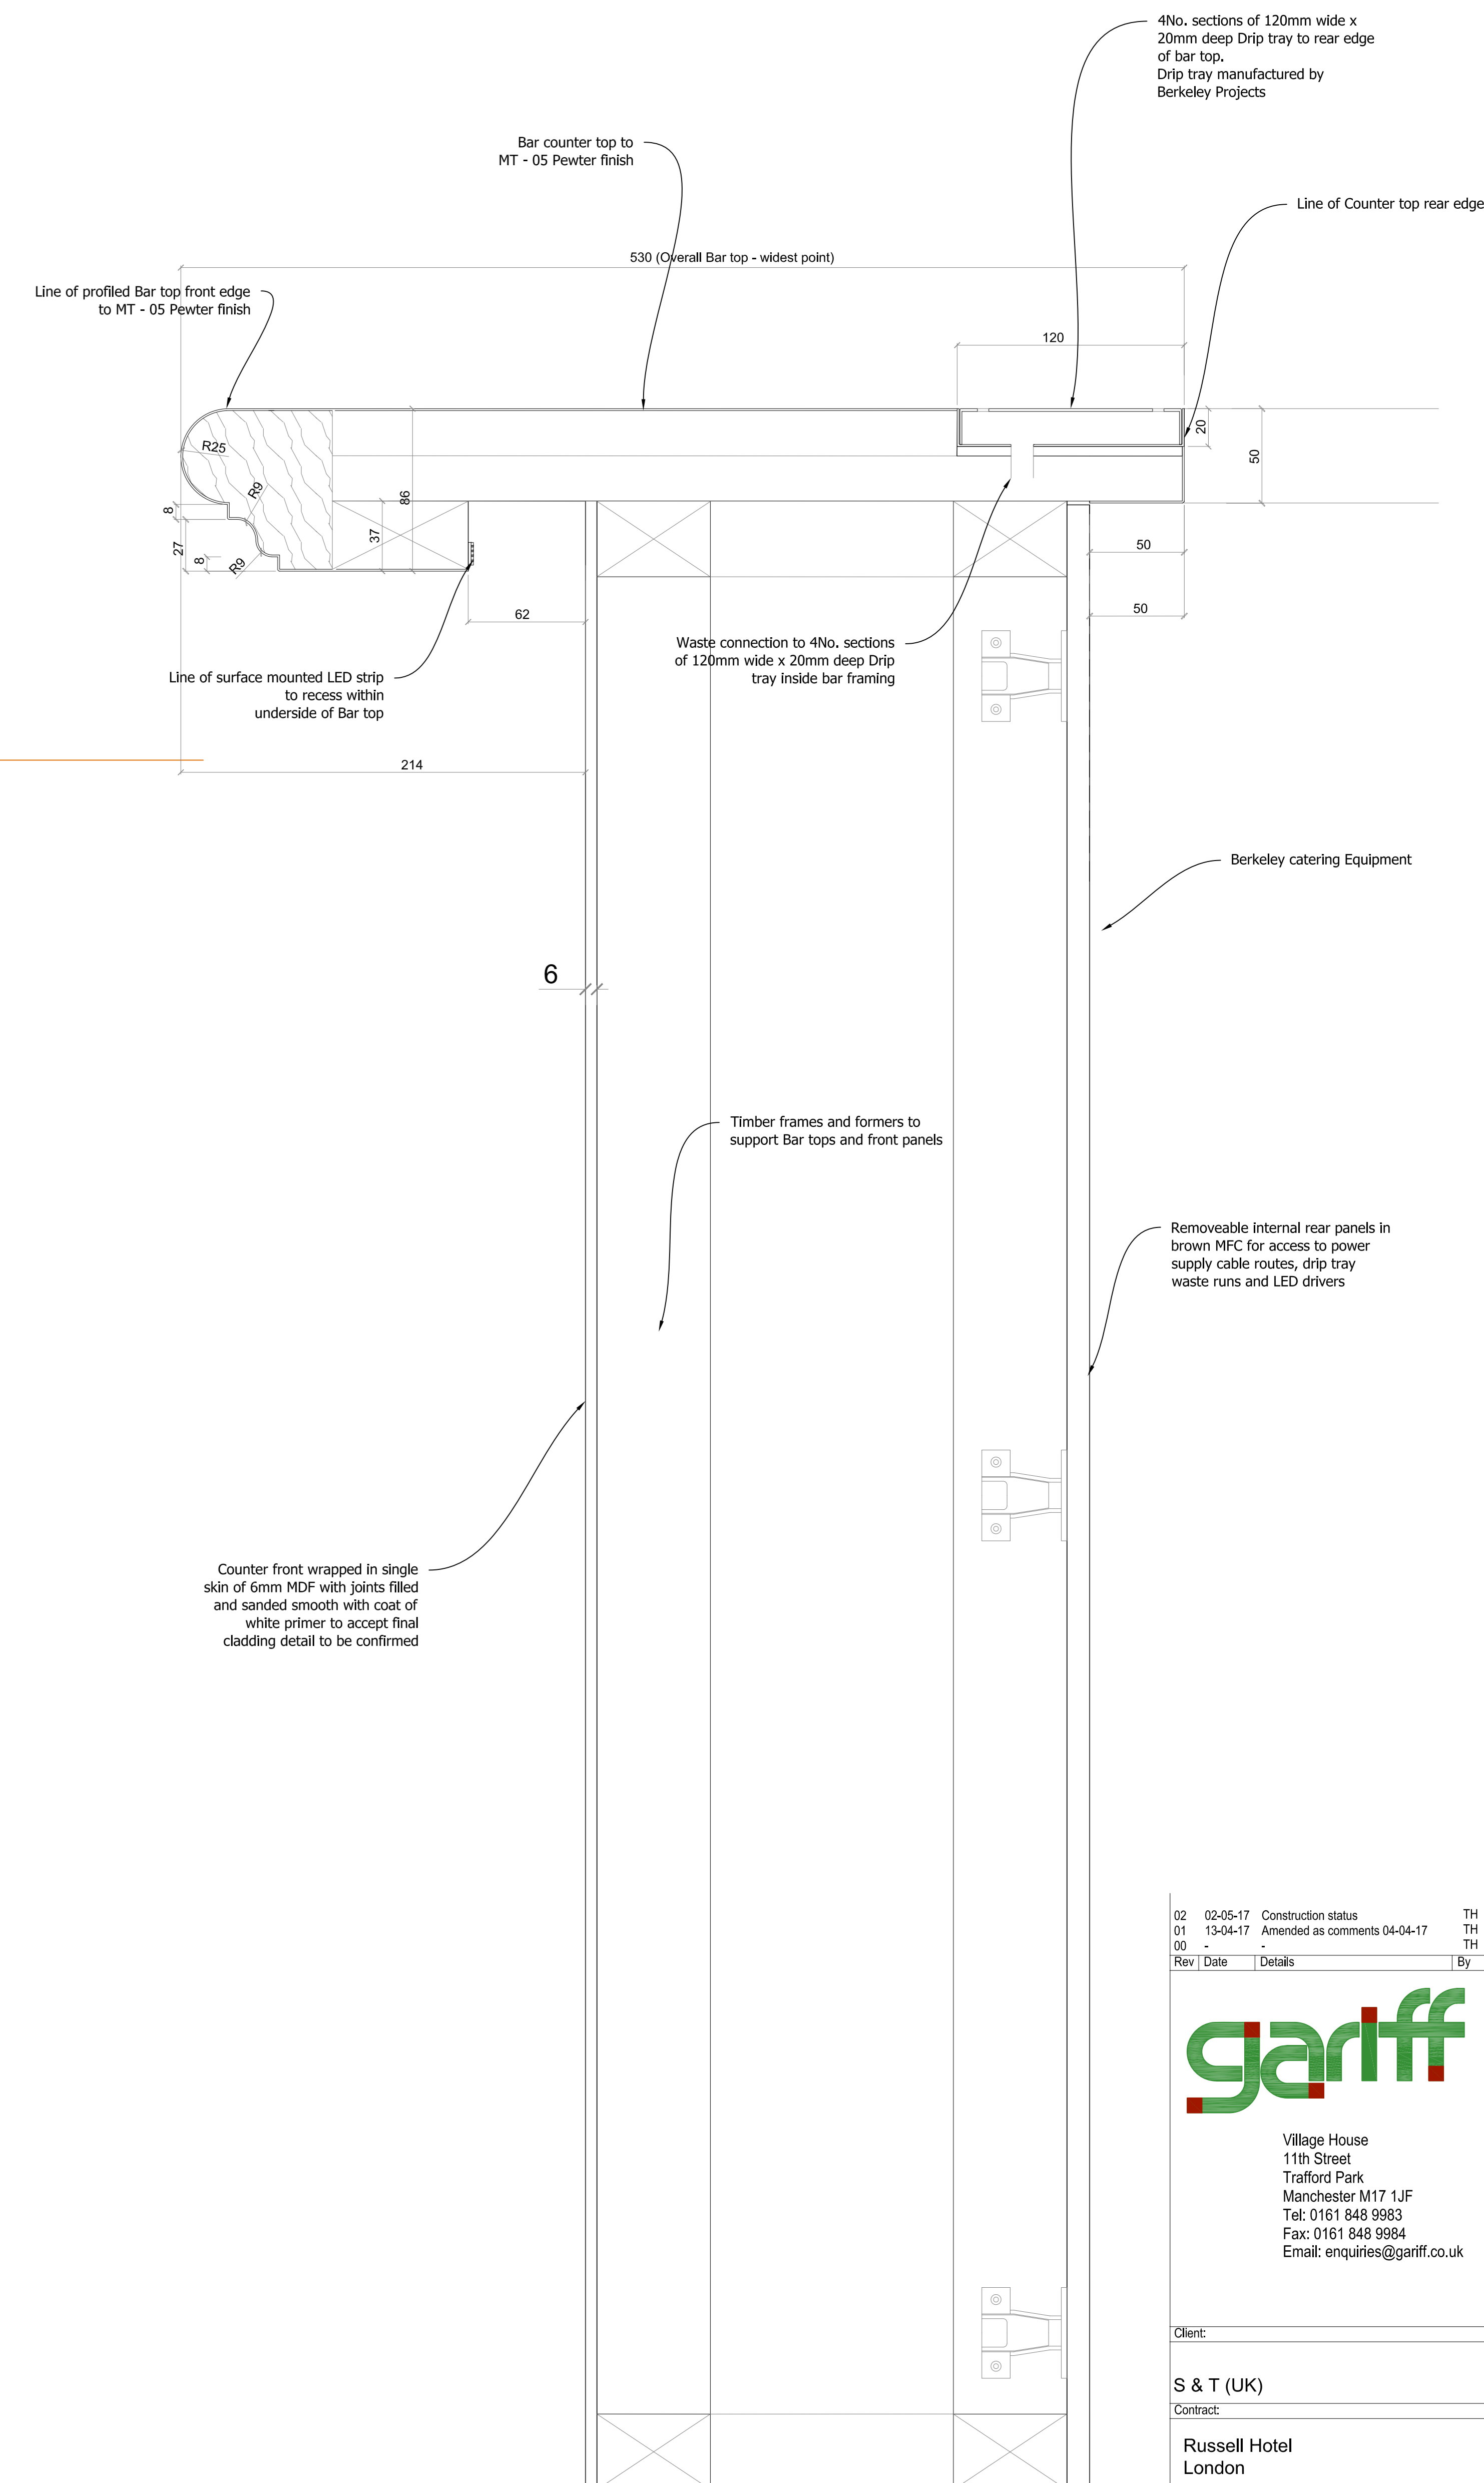 4No. sections of 120mm wide x
20mm deep Drip tray to rear edge
of bar top.
Drip tray manufactured by
Berkeley Projects
Bar counter top to
MT - 05 Pewter finish
Line of Counter top rear edge
530 (Overall Bar top - widest point)
Line of profiled Bar top front edge
to MT - 05 Pewter finish
120
R25
20
50
R9
86
8
37
27
8
R9
50
62
50
Waste connection to 4No. sections
of 120mm wide x 20mm deep Drip
tray inside bar framing
Line of surface mounted LED strip
to recess within
underside of Bar top
214
Berkeley catering Equipment
6
Timber frames and formers to
support Bar tops and front panels
Removeable internal rear panels in
brown MFC for access to power
supply cable routes, drip tray
waste runs and LED drivers
Counter front wrapped in single
skin of 6mm MDF with joints filled
and sanded smooth with coat of
white primer to accept final
cladding detail to be confirmed
02 02-05-17 Construction status TH
01 13-04-17 Amended as comments 04-04-17 TH
00 - - TH
Rev Date Details By
gariff
Village House
11th Street
Trafford Park
Manchester M17 1JF
Tel: 0161 848 9983
Fax: 0161 848 9984
Email: enquiries@gariff.co.uk
Client:
S & T (UK)
Contract:
Russell Hotel
London